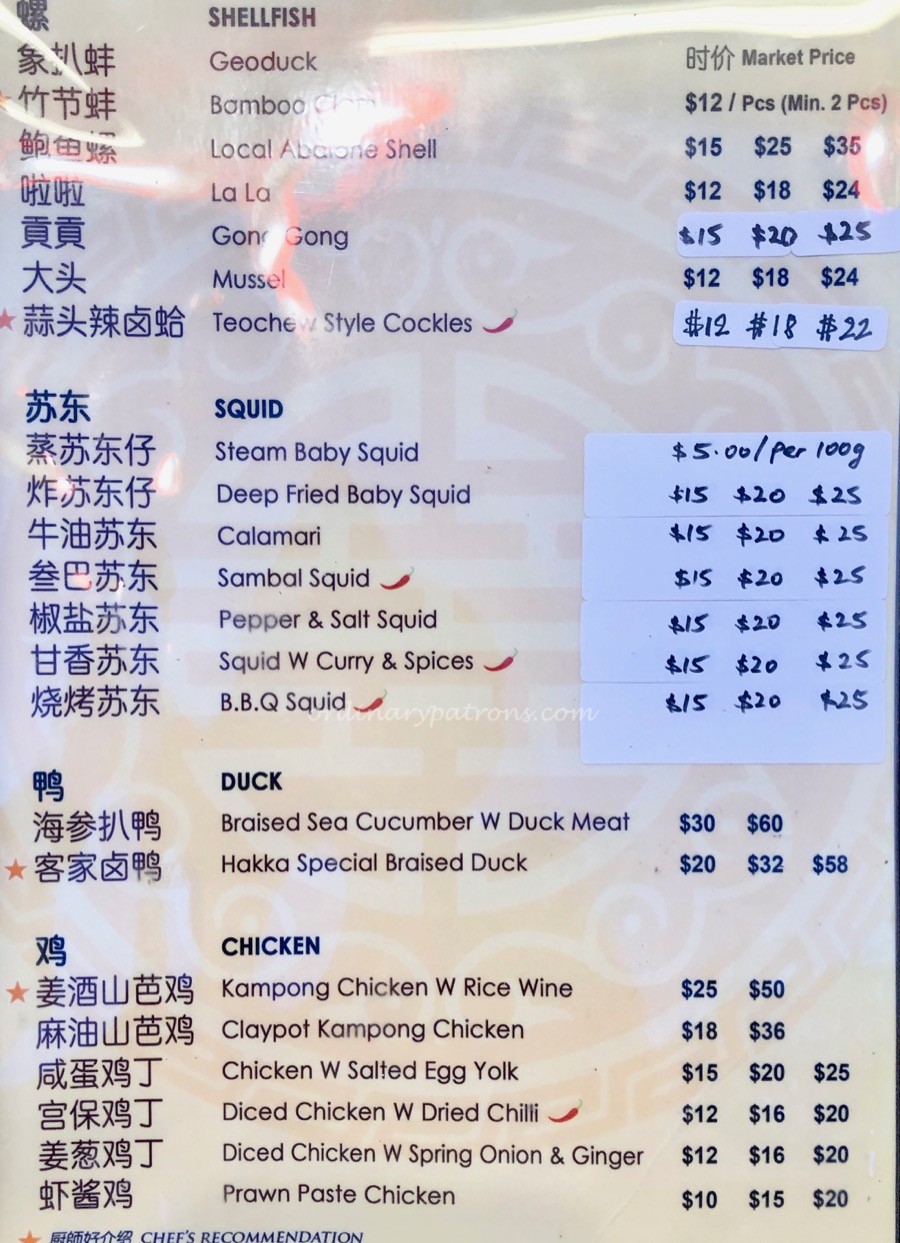 螺 SHELLFISH
象扒蚌 Geoduck 时价 Market Price
竹节蚌 Bamboo Clam $12 / Pcs (Min. 2 Pcs)
鲍鱼螺 Local Abalone Shell $15 $25 $35
啦啦 La La $12 $18 $24
貢貢 Gong Gong $15 $20 $25
大头 Mussel $12 $18 $24
★ 蒜头辣卤蛤 Teochew Style Cockles $12 $18 $22
苏东 SQUID
蒸苏东仔 Steam Baby Squid $5.00/per 100g
炸苏东仔 Deep Fried Baby Squid $15 $20 $25
牛油苏东 Calamari $15 $20 $25
叁巴苏东 Sambal Squid $15 $20 $25
椒盐苏东 Pepper & Salt Squid $15 $20 $25
甘香苏东 Squid W Curry & Spices $15 $20 $25
烧烤苏东 B.B.Q Squid $15 $20 $25
ordinarypatrons.com
鸭 DUCK
海参扒鸭 Braised Sea Cucumber W Duck Meat $30 $60
★ 客家卤鸭 Hakka Special Braised Duck $20 $32 $58
鸡 CHICKEN
★ 姜酒山芭鸡 Kampong Chicken W Rice Wine $25 $50
麻油山芭鸡 Claypot Kampong Chicken $18 $36
咸蛋鸡丁 Chicken W Salted Egg Yolk $15 $20 $25
宫保鸡丁 Diced Chicken W Dried Chilli $12 $16 $20
姜葱鸡丁 Diced Chicken W Spring Onion & Ginger $12 $16 $20
虾酱鸡 Prawn Paste Chicken $10 $15 $20
★ 厨師好介绍 CHEF'S RECOMMENDATION